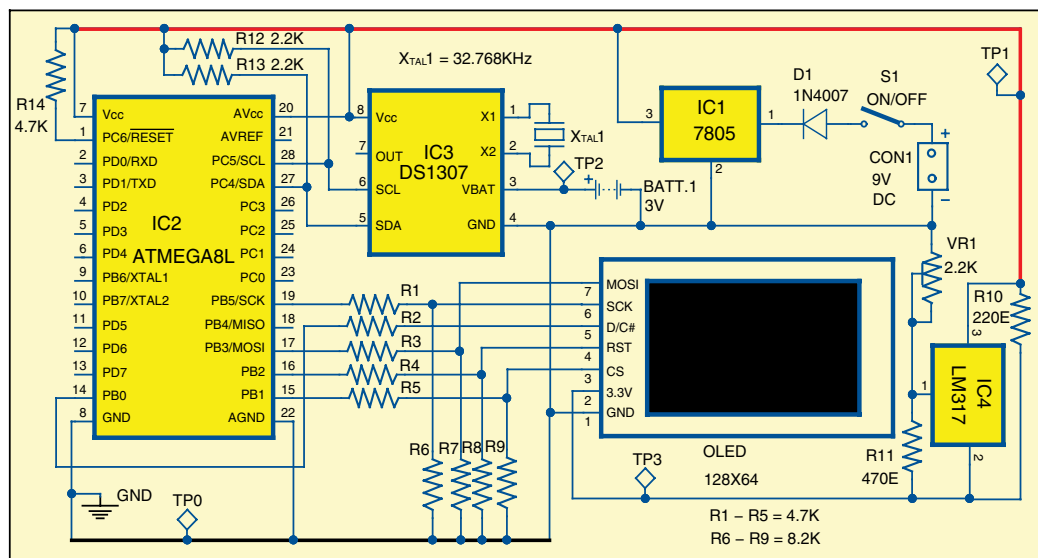 R12 2.2K
R13 2.2K
XTAL1 = 32.768KHz
R14
4.7K
TP1
D1
1N4007
S1
ON/OFF
IC1
7805
3
1
2
CON1
9V
DC
+
−
IC2
ATMEGA8L
7 Vcc
1 PC6/RESET
2 PD0/RXD
3 PD1/TXD
4 PD2
5 PD3
6 PD4
9 PB6/XTAL1
10 PB7/XTAL2
11 PD5
12 PD6
13 PD7
14 PB0
8 GND
AVcc 20
AVREF 21
PC5/SCL 28
PC4/SDA 27
PC3 26
PC2 25
PC1 24
PC0 23
PB5/SCK 19
PB4/MISO 18
PB3/MOSI 17
PB2 16
PB1 15
AGND 22
IC3
DS1307
8 Vcc
7 OUT
6 SCL
5 SDA
X1 1
X2 2
VBAT 3
GND 4
XTAL1
TP2
+
BATT.1
3V
R1
R2
R3
R4
R5
R6
R7
R8
R9
MOSI
7 SCK
6 D/C#
5 RST
4 CS
3 3.3V
2 GND
1
OLED
128X64
VR1
2.2K
R10
220E
3
IC4
LM317
1
2
R11
470E
TP3
GND
TP0
R1 – R5 = 4.7K
R6 – R9 = 8.2K